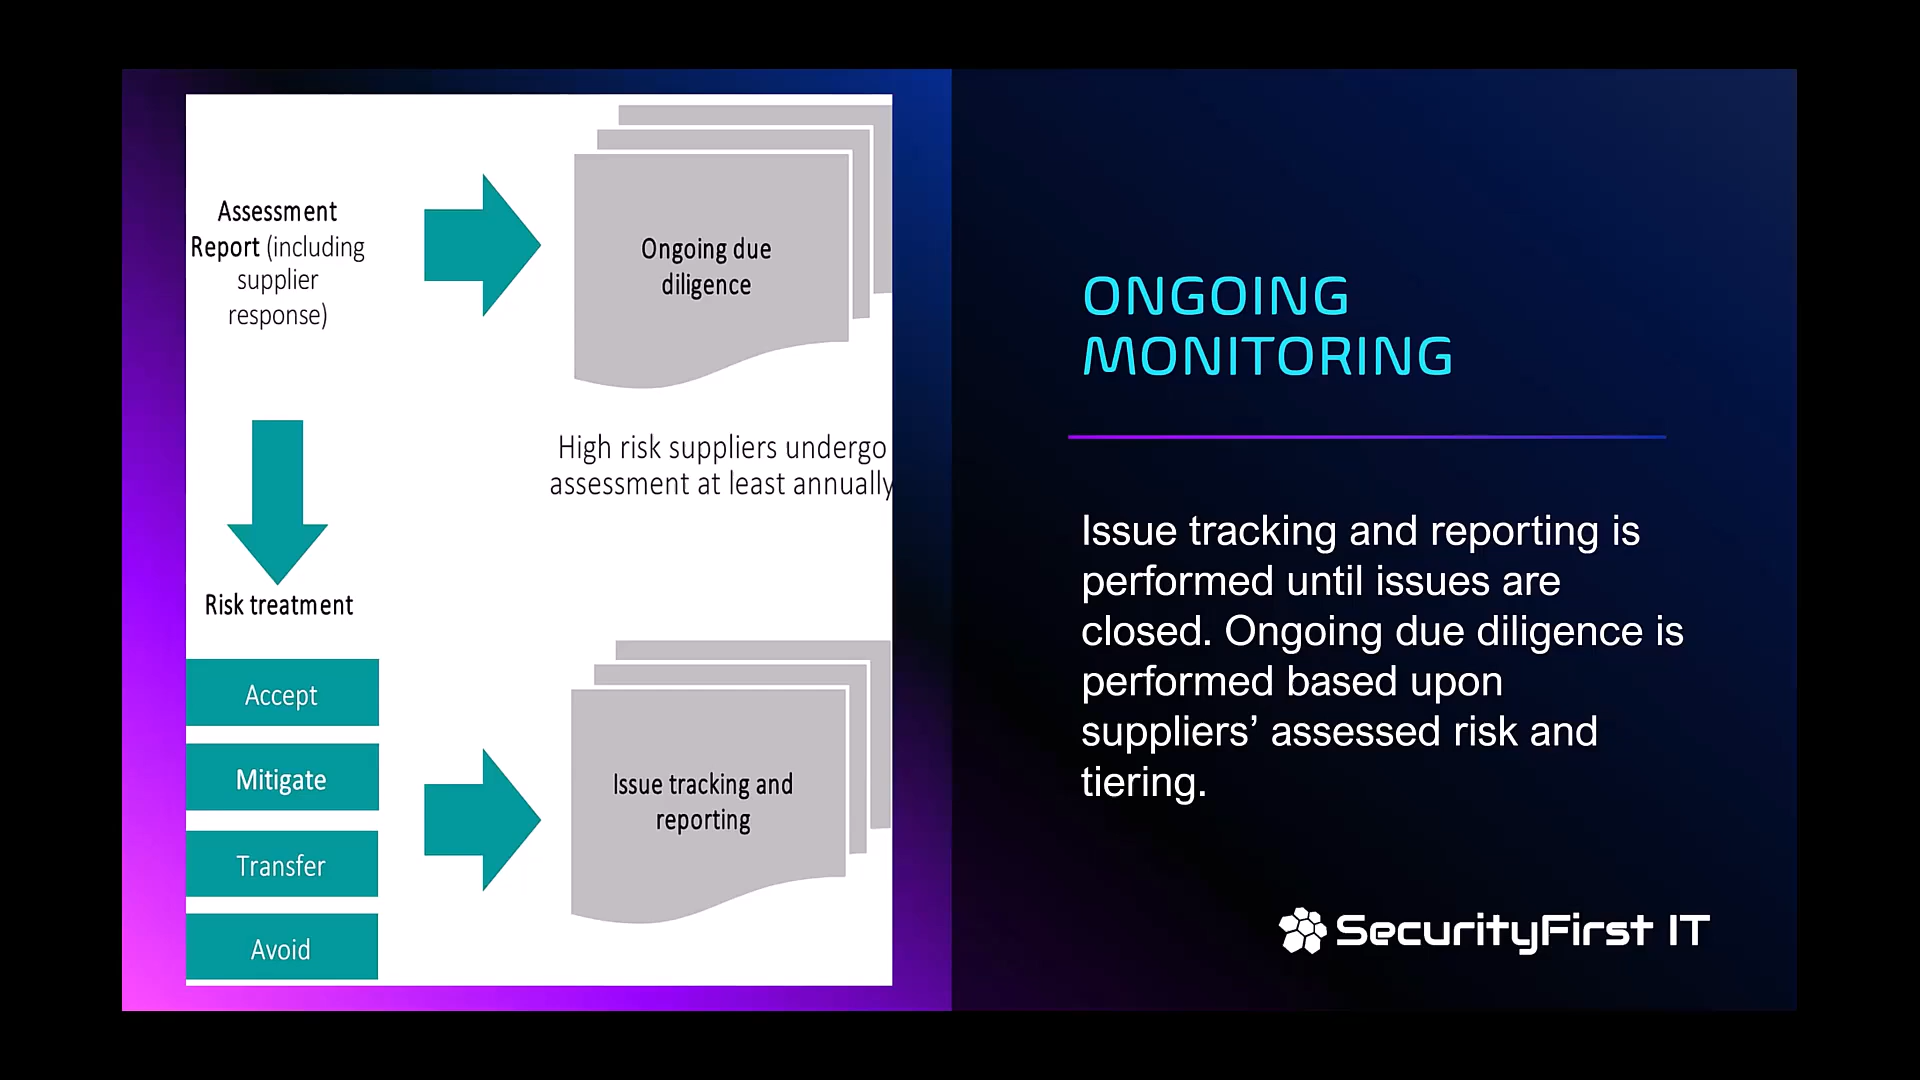 Assessment
Report (including
supplier
response)
Ongoing due
diligence
High risk suppliers undergo
assessment at least annually
Risk treatment
Accept
Mitigate
Transfer
Avoid
Issue tracking and
reporting
ONGOING
MONITORING
Issue tracking and reporting is
performed until issues are
closed. Ongoing due diligence is
performed based upon
suppliers’ assessed risk and
tiering.
SecurityFirst IT